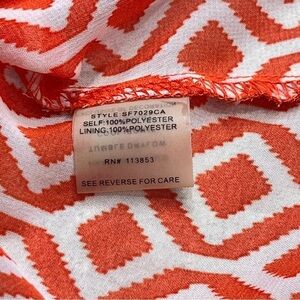 STYLE SF7029CA
SELF:100%POLYESTER
LINING:100%POLYESTER
RN# 113853
SEE REVERSE FOR CARE